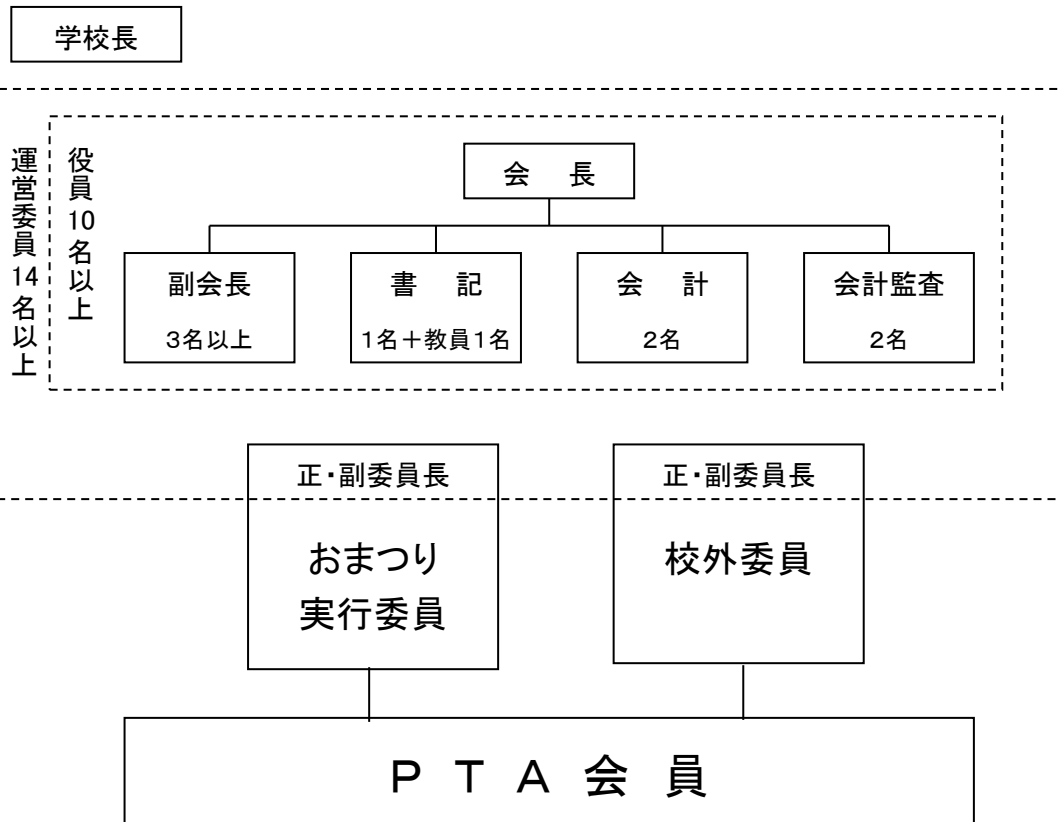 学校長
運営委員14名以上
役員10名以上
会　長
副会長
3名以上
書　記
1名＋教員1名
会　計
2名
会計監査
2名
正・副委員長
おまつり
実行委員
正・副委員長
校外委員
ＰＴＡ会員